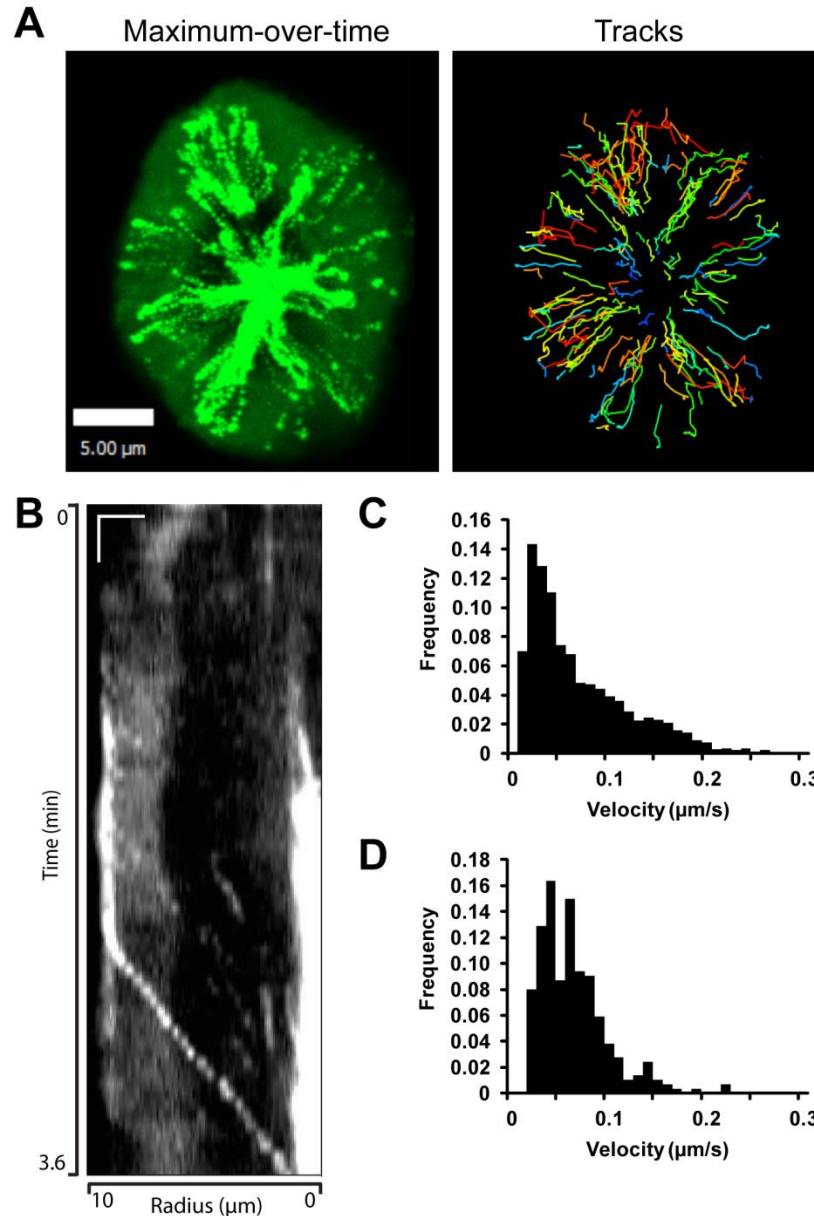 A
Maximum-over-time
Tracks
5.00 µm
B
0
Time (min)
3.6
10
Radius (µm)
0
C
0.16
0.14
0.12
0.10
0.08
0.06
0.04
0.02
0
Frequency
0
0.1
0.2
0.3
Velocity (µm/s)
D
0.18
0.16
0.14
0.12
0.10
0.08
0.06
0.04
0.02
0
Frequency
0
0.1
0.2
0.3
Velocity (µm/s)